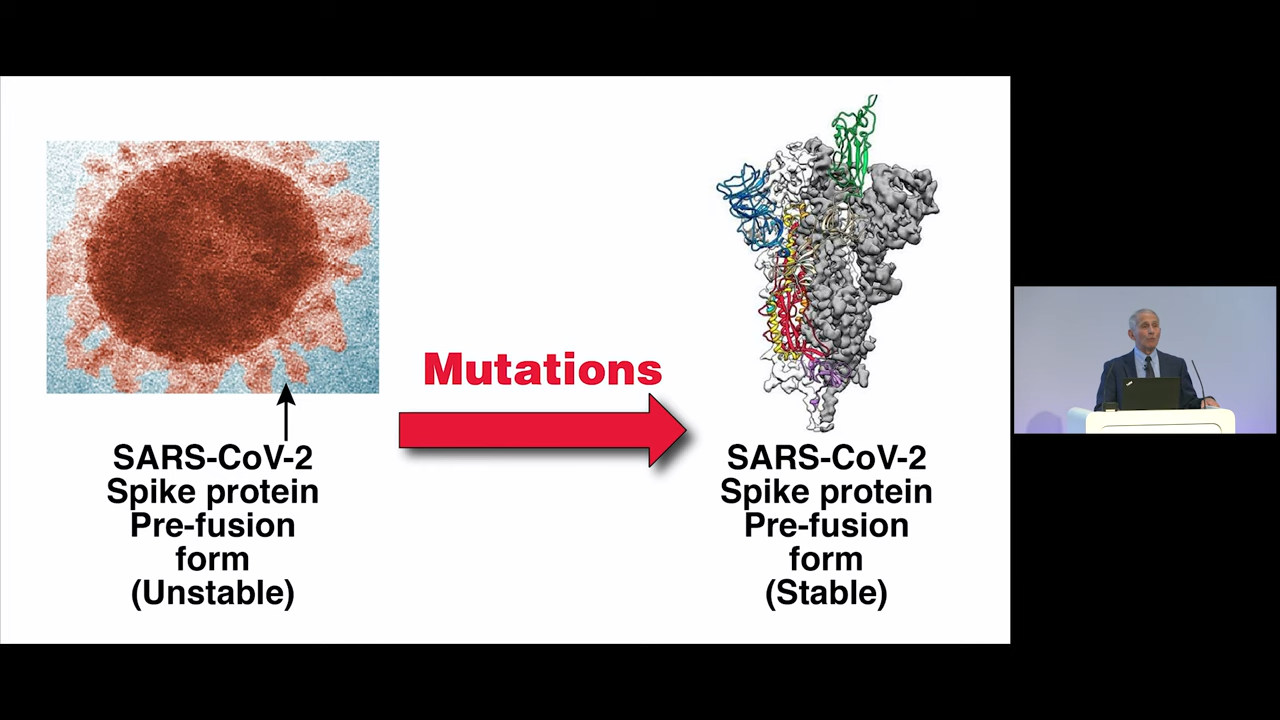 Mutations
SARS-CoV-2
Spike protein
Pre-fusion
form
(Unstable)
SARS-CoV-2
Spike protein
Pre-fusion
form
(Stable)